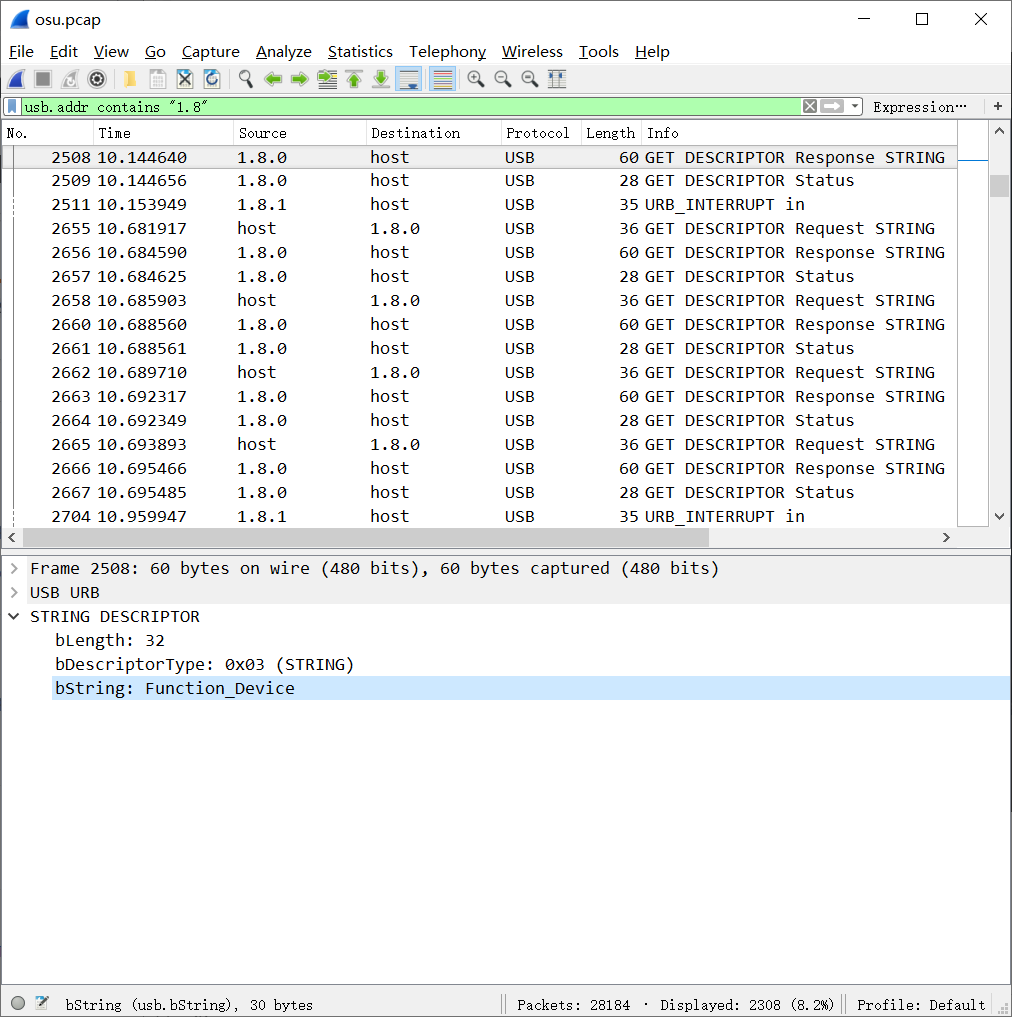 osu.pcap
File Edit View Go Capture Analyze Statistics Telephony Wireless Tools Help
usb.addr contains "1.8" Expression… +
No. Time Source Destination Protocol Length Info
2508 10.144640 1.8.0 host USB 60 GET DESCRIPTOR Response STRING
2509 10.144656 1.8.0 host USB 28 GET DESCRIPTOR Status
2511 10.153949 1.8.1 host USB 35 URB_INTERRUPT in
2655 10.681917 host 1.8.0 USB 36 GET DESCRIPTOR Request STRING
2656 10.684590 1.8.0 host USB 60 GET DESCRIPTOR Response STRING
2657 10.684625 1.8.0 host USB 28 GET DESCRIPTOR Status
2658 10.685903 host 1.8.0 USB 36 GET DESCRIPTOR Request STRING
2660 10.688560 1.8.0 host USB 60 GET DESCRIPTOR Response STRING
2661 10.688561 1.8.0 host USB 28 GET DESCRIPTOR Status
2662 10.689710 host 1.8.0 USB 36 GET DESCRIPTOR Request STRING
2663 10.692317 1.8.0 host USB 60 GET DESCRIPTOR Response STRING
2664 10.692349 1.8.0 host USB 28 GET DESCRIPTOR Status
2665 10.693893 host 1.8.0 USB 36 GET DESCRIPTOR Request STRING
2666 10.695466 1.8.0 host USB 60 GET DESCRIPTOR Response STRING
2667 10.695485 1.8.0 host USB 28 GET DESCRIPTOR Status
2704 10.959947 1.8.1 host USB 35 URB_INTERRUPT in
Frame 2508: 60 bytes on wire (480 bits), 60 bytes captured (480 bits)
USB URB
STRING DESCRIPTOR
bLength: 32
bDescriptorType: 0x03 (STRING)
bString: Function_Device
bString (usb.bString), 30 bytes Packets: 28184 · Displayed: 2308 (8.2%) Profile: Default